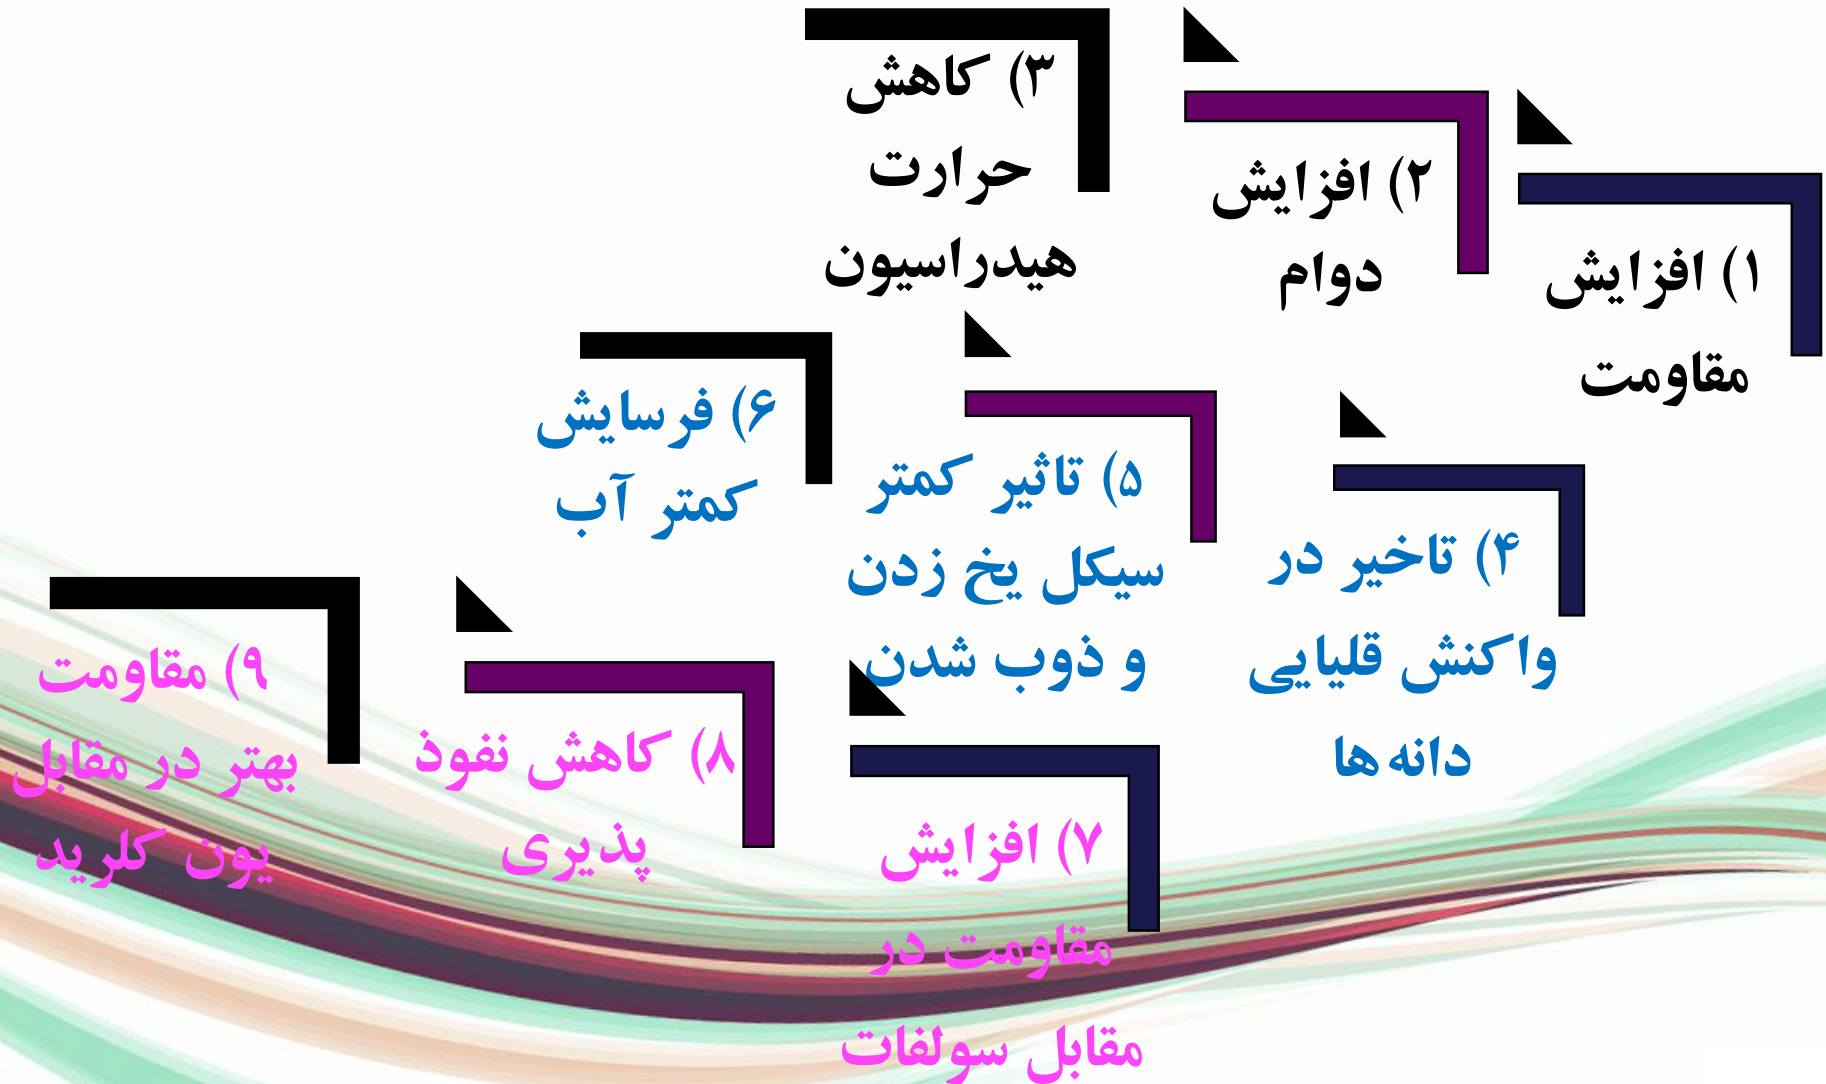 ۱) افزایش
مقاومت
۲) افزایش
دوام
۳) کاهش
حرارت
هیدراسیون
۴) تاخیر در
واکنش قلیایی
دانه ها
۵) تاثیر کمتر
سیکل یخ زدن
و ذوب شدن
۶) فرسایش
کمتر آب
۷) افزایش
مقاومت در
مقابل سولفات
۸) کاهش نفوذ
پذیری
۹) مقاومت
بهتر در مقابل
یون کلرید